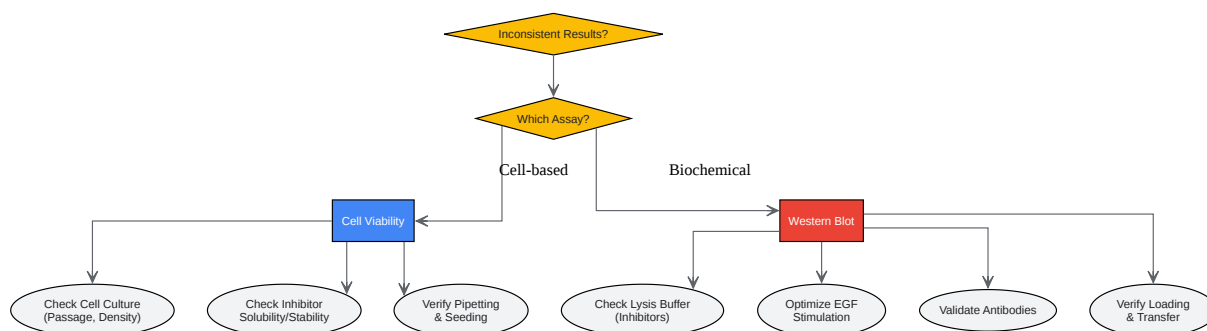 Inconsistent Results?
Which Assay?
Cell-based
Biochemical
Cell Viability
Western Blot
Check Cell Culture
(Passage, Density)
Check Inhibitor
Solubility/Stability
Verify Pipetting
& Seeding
Check Lysis Buffer
(Inhibitors)
Optimize EGF
Stimulation
Validate Antibodies
Verify Loading
& Transfer